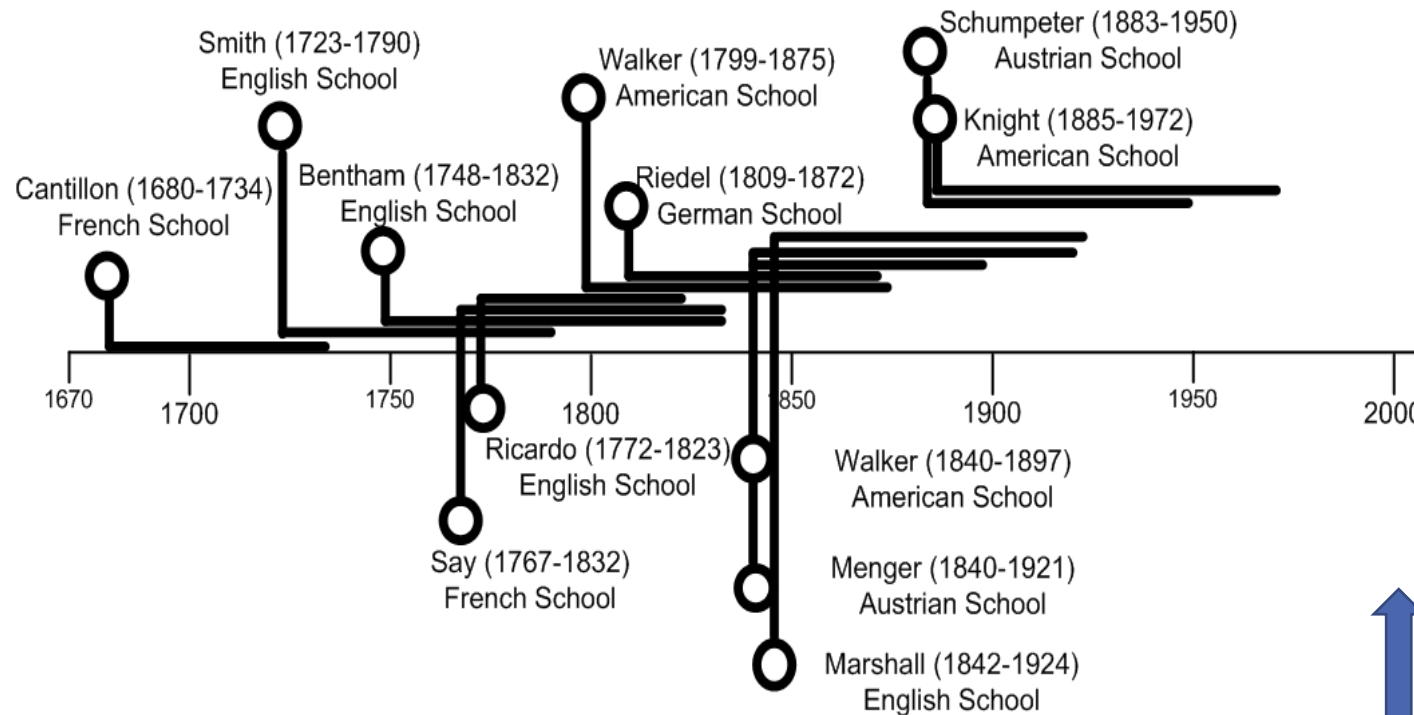 Schumpeter (1883-1950)
Austrian School
Smith (1723-1790)
English School
Walker (1799-1875)
American School
Knight (1885-1972)
American School
Bentham (1748-1832)
English School
Riedel (1809-1872)
German School
Cantillon (1680-1734)
French School
1670
1700
1750
1800
1850
1900
1950
2000
Ricardo (1772-1823)
English School
Walker (1840-1897)
American School
Say (1767-1832)
French School
Menger (1840-1921)
Austrian School
Marshall (1842-1924)
English School